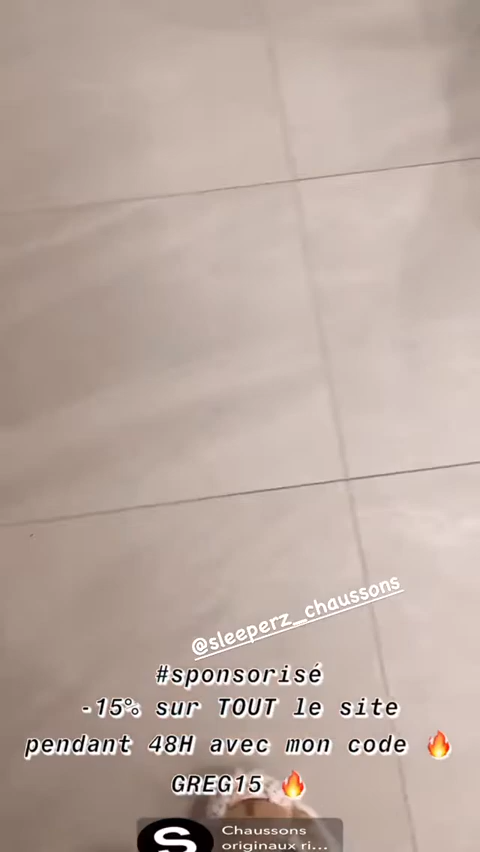 @sleeperz_chaussons
#sponsorisé
-15% sur TOUT le site
pendant 48H avec mon code 🔥
GREG15 🔥
S
Chaussons
originaux ri...